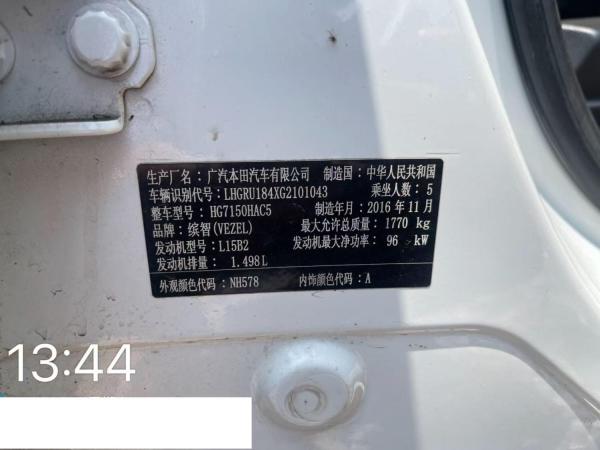 生产厂名：广汽本田汽车有限公司 制造国：中华人民共和国
车辆识别代号：LHGRU184XG2101043 乘坐人数：5
整车型号：HG7150HAC5 制造年月：2016 年 11 月
品牌：缤智(VEZEL) 最大允许总质量：1770 kg
发动机型号：L15B2 发动机最大净功率：96 kW
发动机排量：1.498L
外观颜色代码：NH578 内饰颜色代码：A
13:44